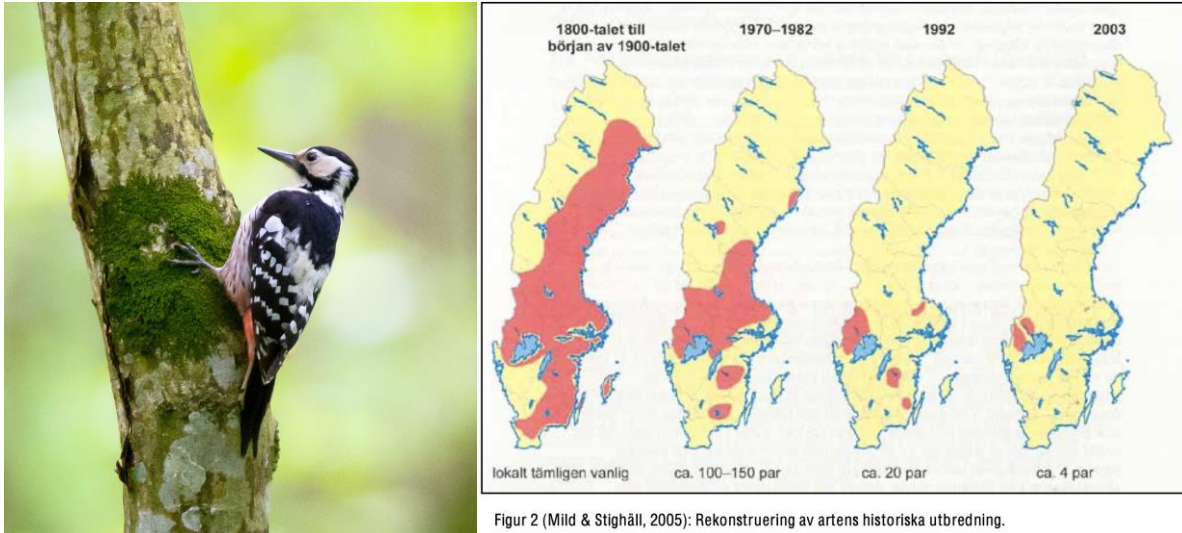 1800-talet till
början av 1900-talet
1970–1982
1992
2003
lokalt tämligen vanlig
ca. 100–150 par
ca. 20 par
ca. 4 par
Figur 2 (Mild & Stighäll, 2005): Rekonstruering av artens historiska utbredning.